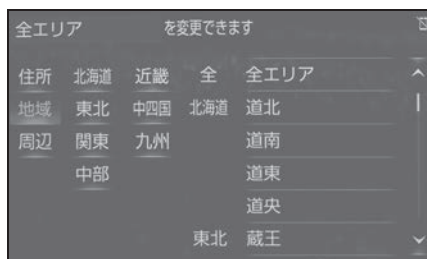 全エリア を変更できます
住所 北海道 近畿 全 全エリア
地域 東北 中四国 北海道 道北
周辺 関東 九州 道南
中部 道東
道央
東北 蔵王